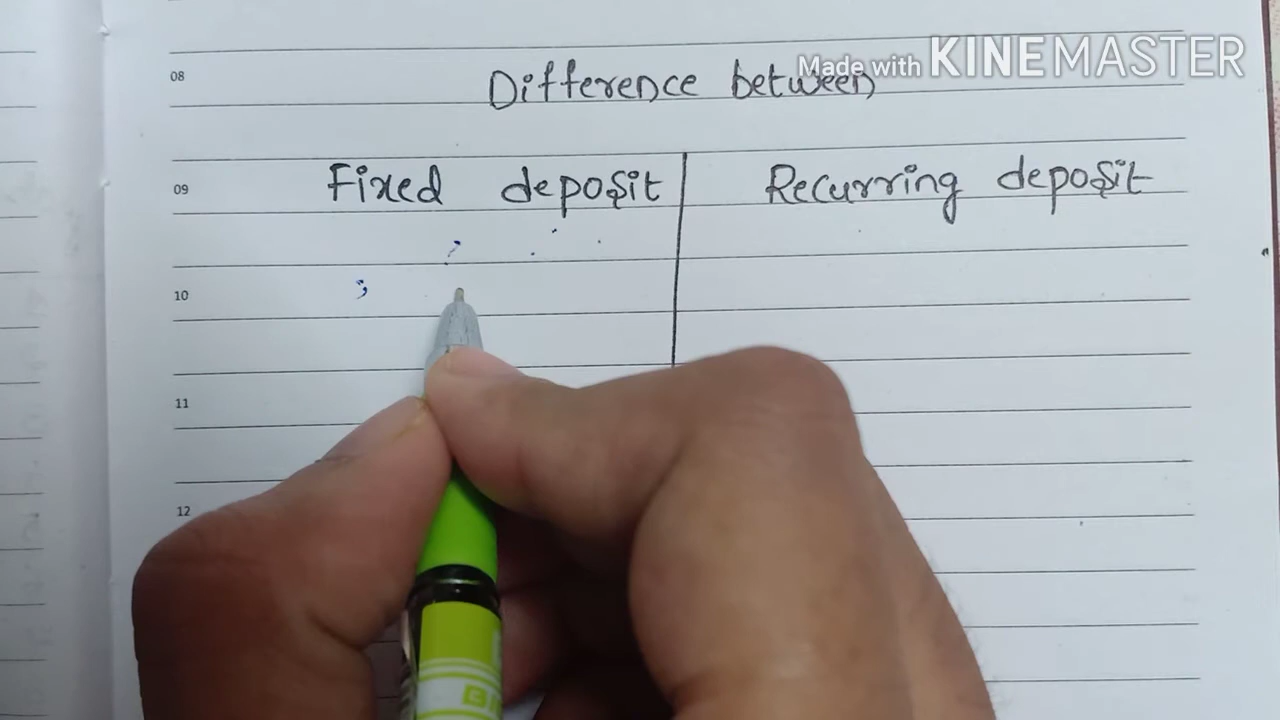 Made with KINEMASTER
08
Difference between
09
Fixed deposit
Recurring deposit
10
11
12